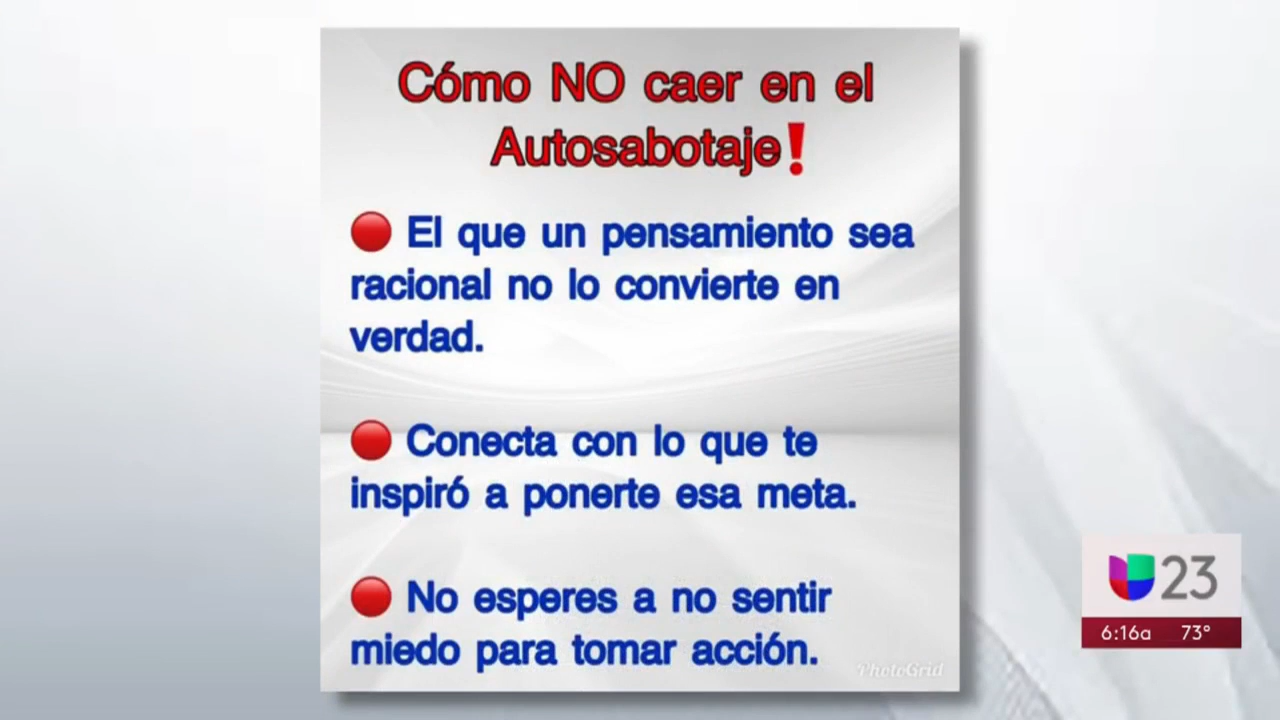 Cómo NO caer en el
Autosabotaje❗
🔴 El que un pensamiento sea
racional no lo convierte en
verdad.
🔴 Conecta con lo que te
inspiró a ponerte esa meta.
🔴 No esperes a no sentir
miedo para tomar acción.
PhotoGrid
23
6:16a 73°